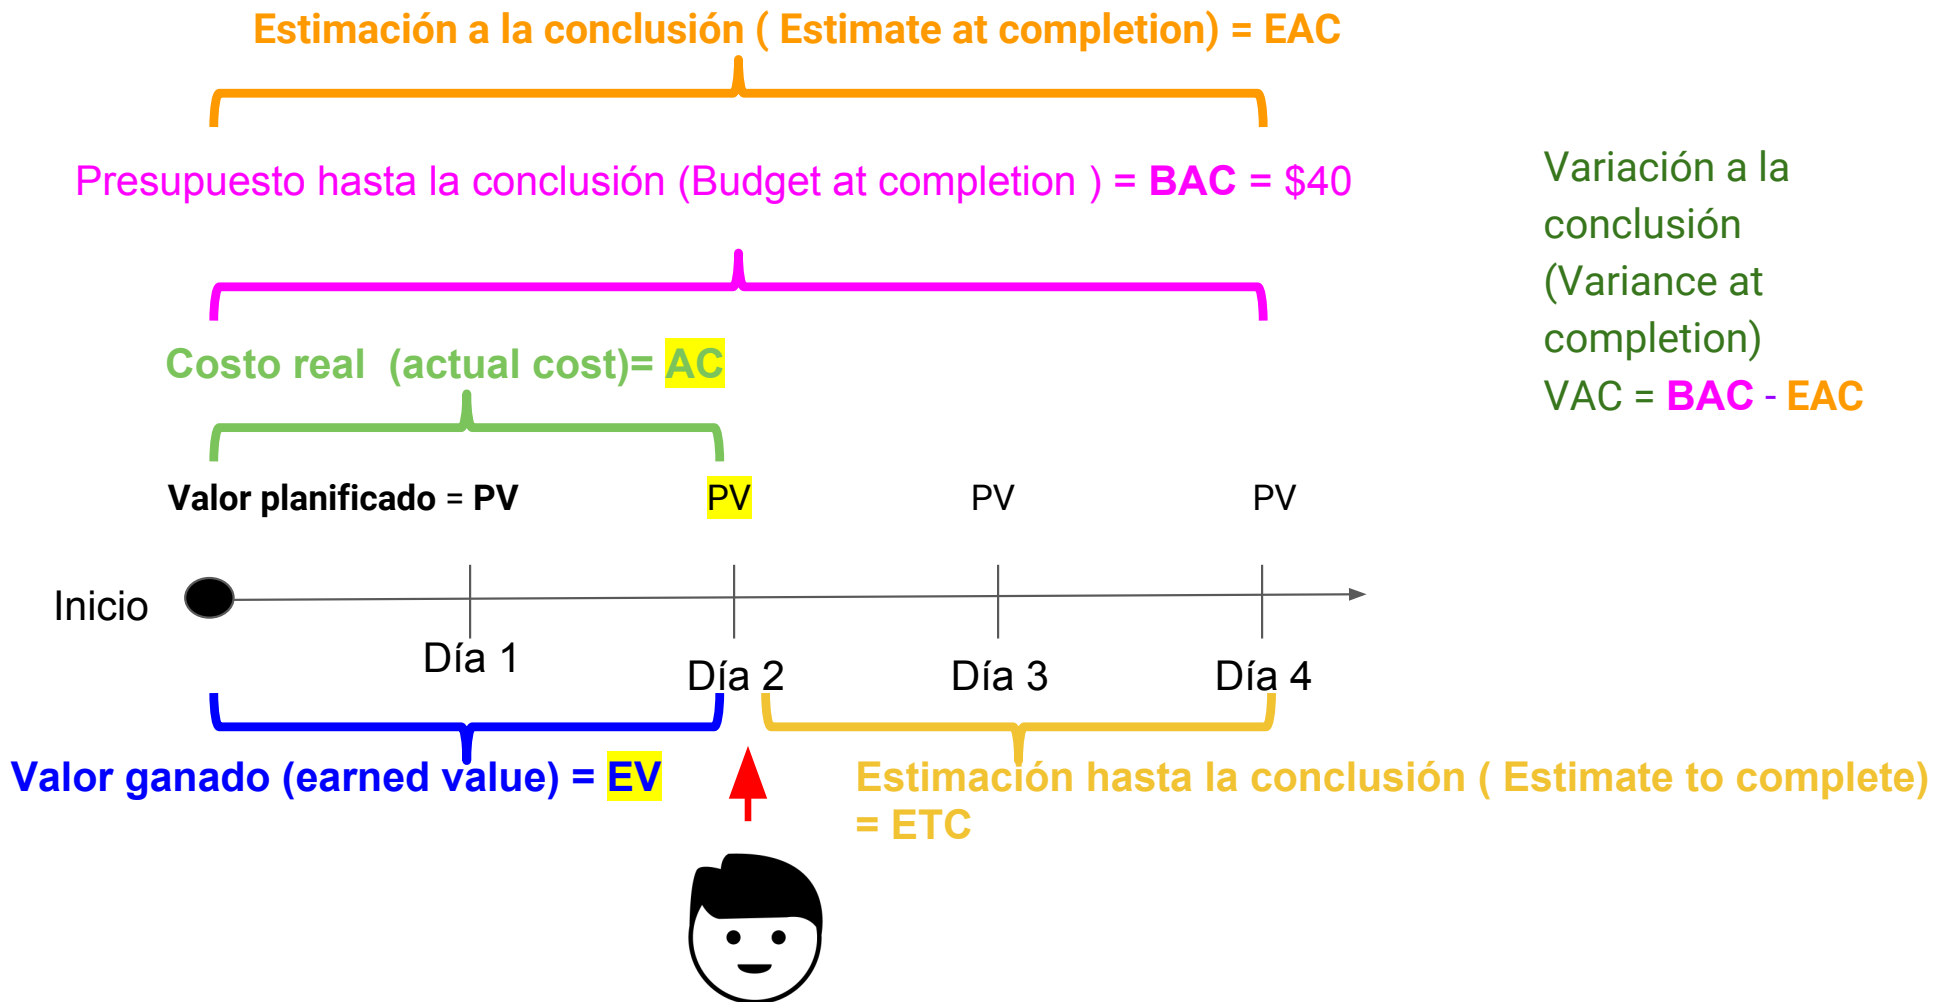 Estimación a la conclusión ( Estimate at completion) = EAC
Presupuesto hasta la conclusión (Budget at completion ) = BAC = $40
Variación a la
conclusión
(Variance at
completion)
VAC = BAC - EAC
Costo real  (actual cost)= AC
Valor planificado = PV
PV
PV
PV
Inicio
Día 1
Día 2
Día 3
Día 4
Valor ganado (earned value) = EV
Estimación hasta la conclusión ( Estimate to complete)
= ETC